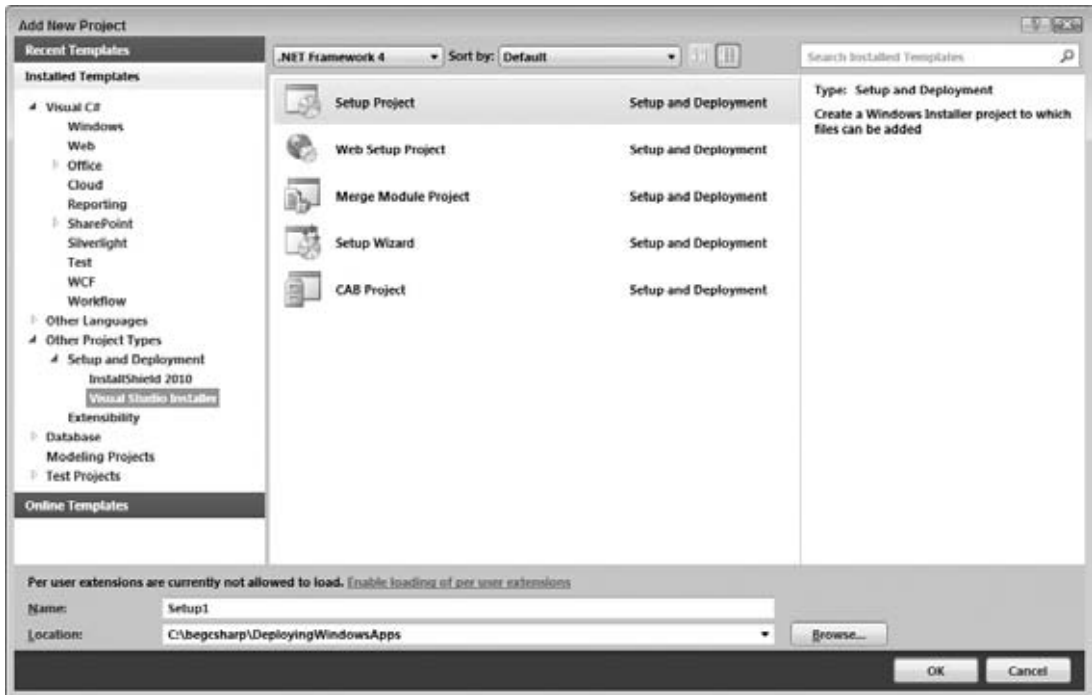 Add New Project
Recent Templates
Installed Templates
Visual C#
Windows
Web
Office
Cloud
Reporting
SharePoint
Silverlight
Test
WCF
Workflow
Other Languages
Other Project Types
Setup and Deployment
InstallShield 2010
Visual Studio Installer
Extensibility
Database
Modeling Projects
Test Projects
Online Templates
.NET Framework 4 Sort by: Default
Setup Project Setup and Deployment
Web Setup Project Setup and Deployment
Merge Module Project Setup and Deployment
Setup Wizard Setup and Deployment
CAB Project Setup and Deployment
Search Installed Templates
Type: Setup and Deployment
Create a Windows Installer project to which
files can be added
Per user extensions are currently not allowed to load. Enable loading of per user extensions
Name: Setup1
Location: C:\begcsharp\DeployingWindowsApps
Browse...
OK Cancel